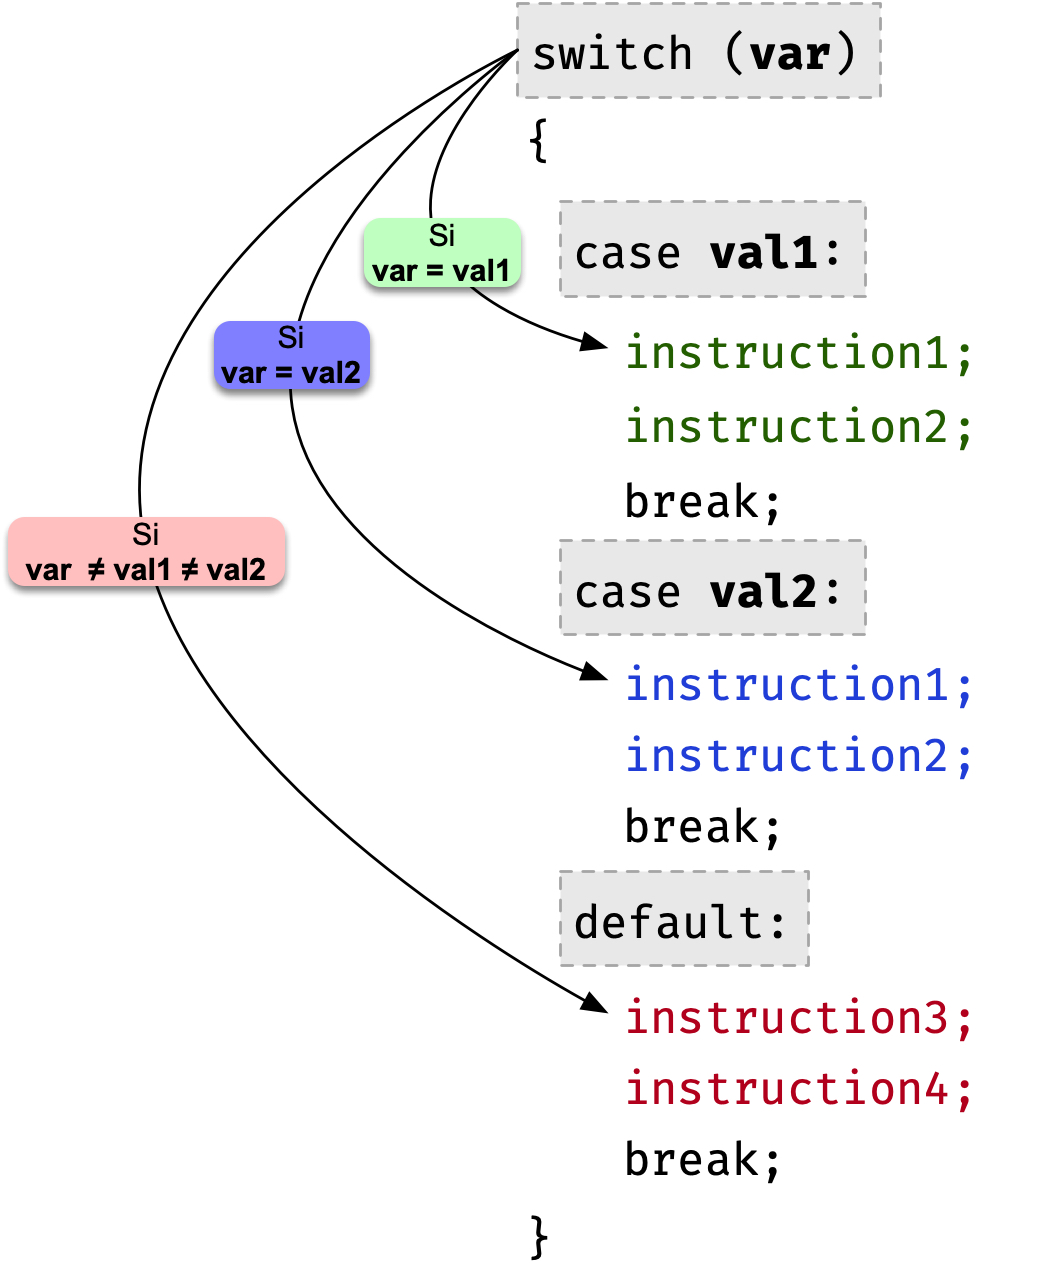 switch (var)
{
case val1:
Si
var = val1
instruction1;
instruction2;
break;
Si
var = val2
case val2:
instruction1;
instruction2;
break;
Si
var ≠ val1 ≠ val2
default:
instruction3;
instruction4;
break;
}